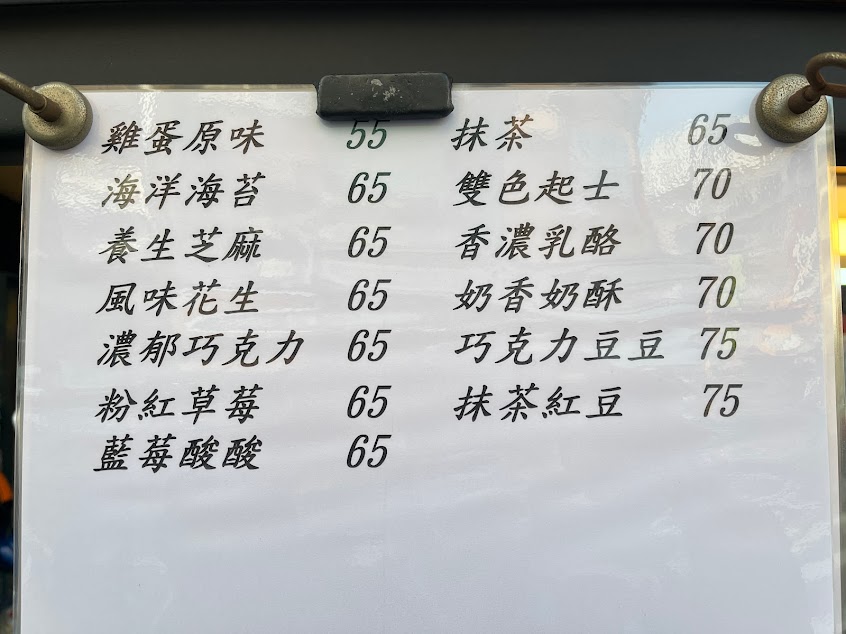 雞蛋原味 55
海洋海苔 65
養生芝麻 65
風味花生 65
濃郁巧克力 65
粉紅草莓 65
藍莓酸酸 65
抹茶 65
雙色起士 70
香濃乳酪 70
奶香奶酥 70
巧克力豆豆 75
抹茶紅豆 75